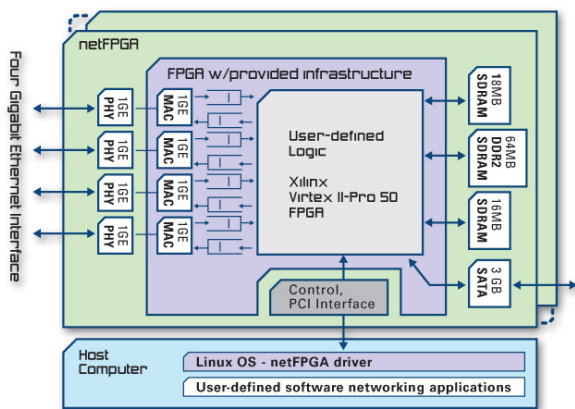 netFPGA
FPGA w/provided infrastructure
Four Gigabit Ethernet Interface
1GE
PHY
1GE
MAC
1GE
PHY
1GE
MAC
1GE
PHY
1GE
MAC
1GE
PHY
1GE
MAC
User-defined
Logic
Xilinx
Virtex II-Pro 50
FPGA
18MB
SDRAM
64MB
DDR2
SDRAM
16MB
SDRAM
3 GB
SATA
Control,
PCI Interface
Host
Computer
Linux OS - netFPGA driver
User-defined software networking applications